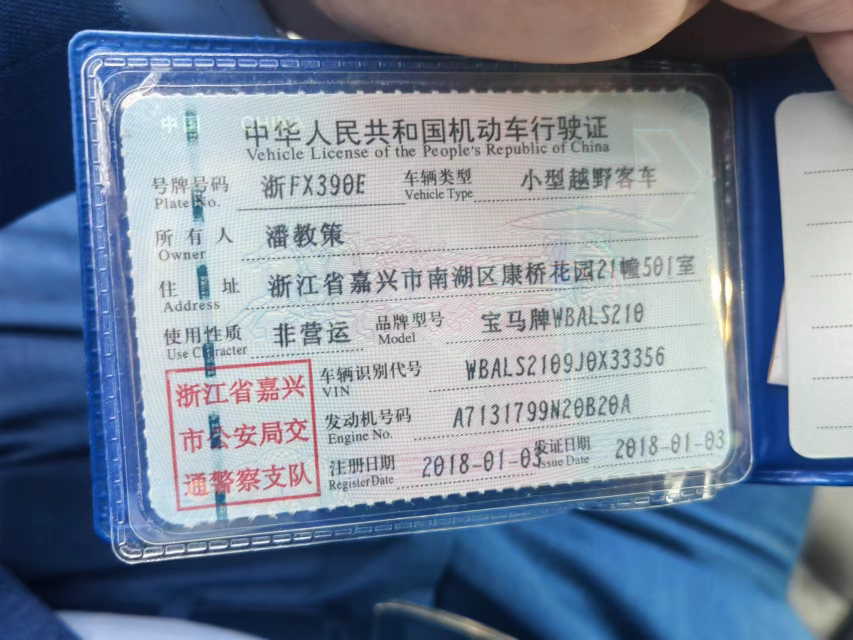 中国 CHINA
中华人民共和国机动车行驶证
Vehicle License of the People's Republic of China
号牌号码 浙FX390E 车辆类型 小型越野客车
Plate No. Vehicle Type
所有人 潘教策
Owner
住址 浙江省嘉兴市南湖区康桥花园21幢501室
Address
使用性质 非营运 品牌型号 宝马牌WBALS210
Use Character Model
车辆识别代号 WBALS2109J0X33356
VIN
发动机号码 A7131799N20B20A
Engine No.
注册日期 2018-01-03 发证日期 2018-01-03
Register Date Issue Date
浙江省嘉兴
市公安局交
通警察支队